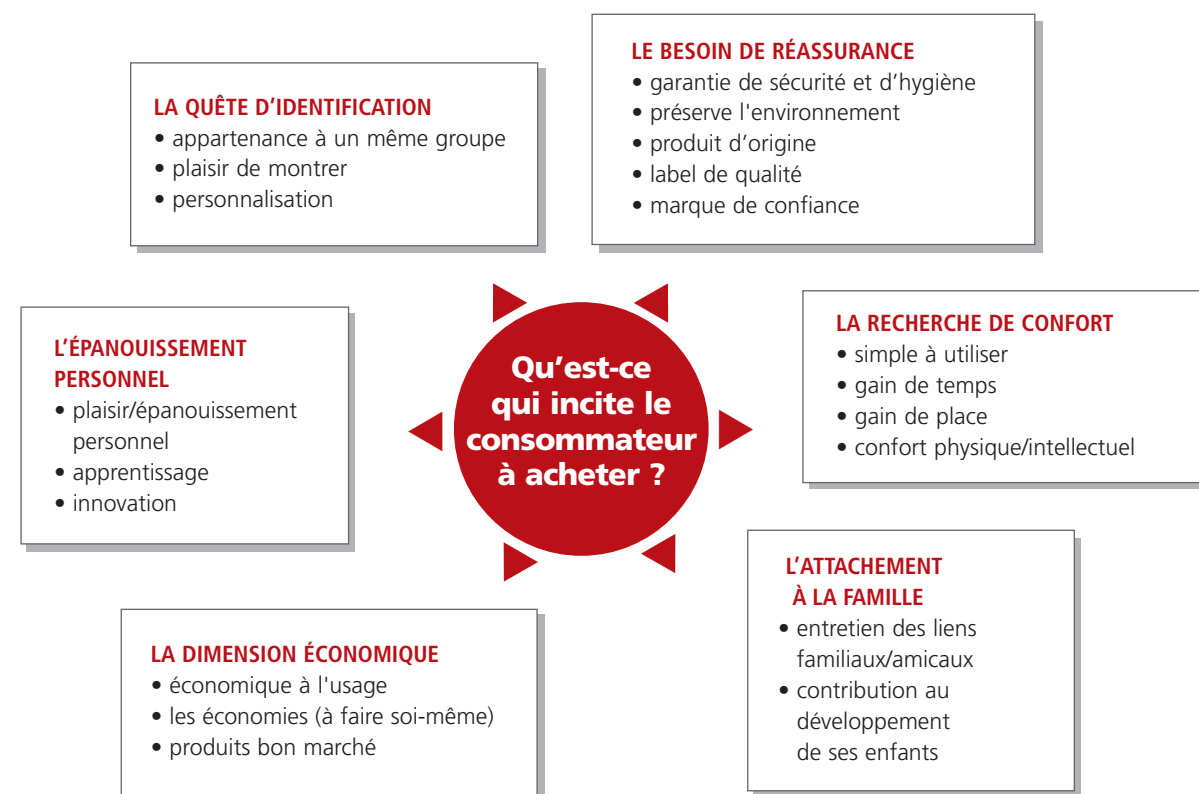 LA QUÊTE D'IDENTIFICATION
• appartenance à un même groupe
• plaisir de montrer
• personnalisation
LE BESOIN DE RÉASSURANCE
• garantie de sécurité et d'hygiène
• préserve l'environnement
• produit d'origine
• label de qualité
• marque de confiance
L'ÉPANOUISSEMENT
PERSONNEL
• plaisir/épanouissement
personnel
• apprentissage
• innovation
Qu'est-ce
qui incite le
consommateur
à acheter ?
LA RECHERCHE DE CONFORT
• simple à utiliser
• gain de temps
• gain de place
• confort physique/intellectuel
LA DIMENSION ÉCONOMIQUE
• économique à l'usage
• les économies (à faire soi-même)
• produits bon marché
L'ATTACHEMENT
À LA FAMILLE
• entretien des liens
familiaux/amicaux
• contribution au
développement
de ses enfants